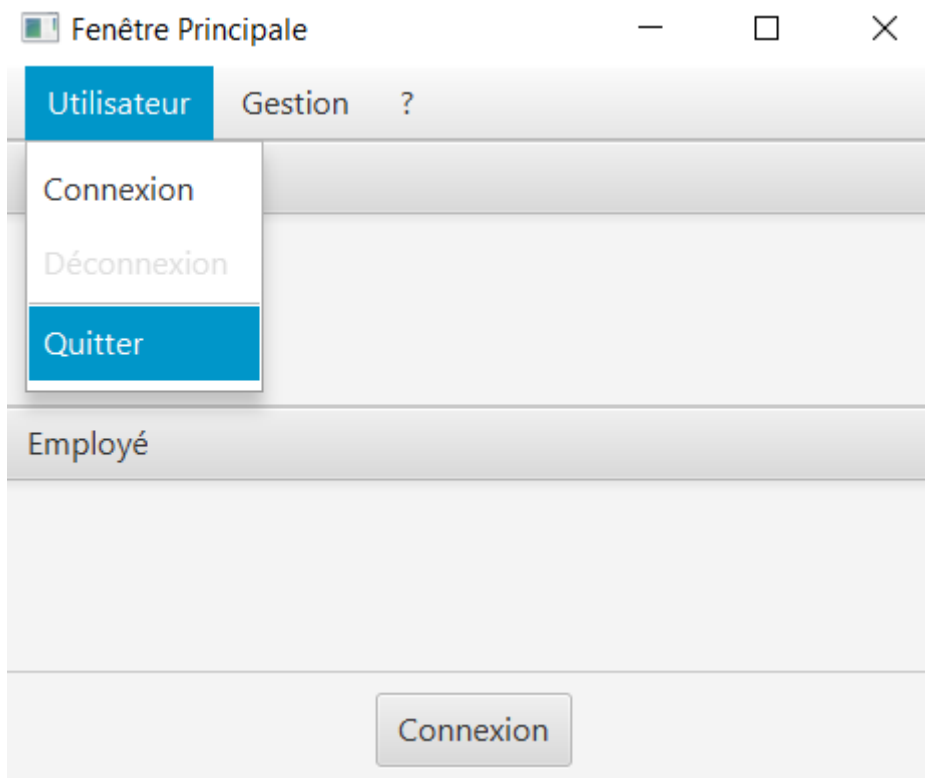 Fenêtre Principale
Utilisateur Gestion ?
Connexion
Déconnexion
Quitter
Employé
Connexion